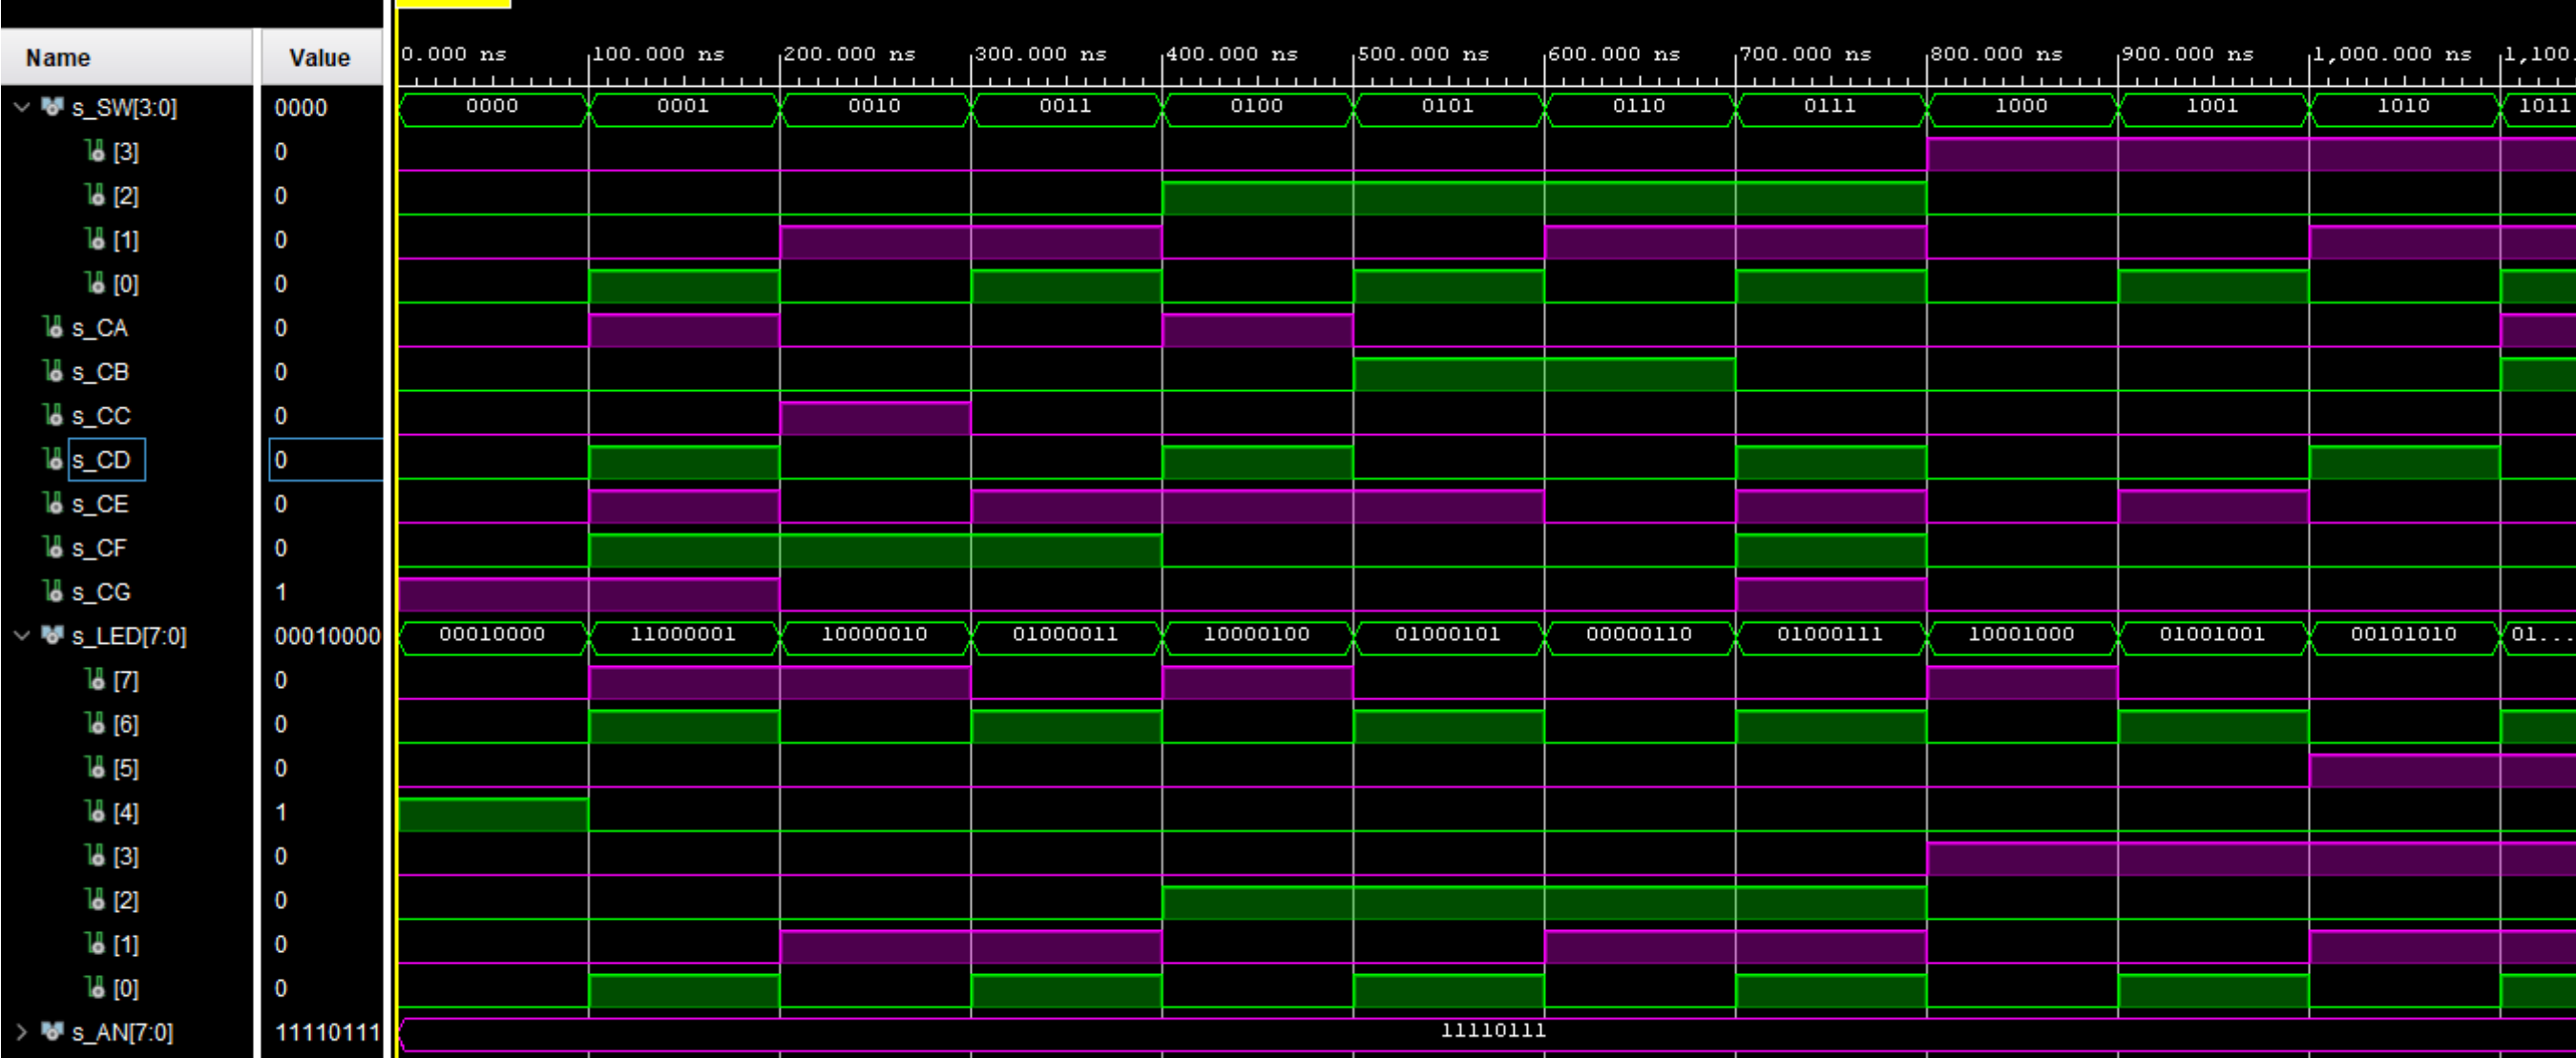 Name Value 0.000 ns 100.000 ns 200.000 ns 300.000 ns 400.000 ns 500.000 ns 600.000 ns 700.000 ns 800.000 ns 900.000 ns 1,000.000 ns 1,100.
s_SW[3:0] 0000 0000 0001 0010 0011 0100 0101 0110 0111 1000 1001 1010 1011
[3] 0
[2] 0
[1] 0
[0] 0
s_CA 0
s_CB 0
s_CC 0
s_CD 0
s_CE 0
s_CF 0
s_CG 1
s_LED[7:0] 00010000 00010000 11000001 10000010 01000011 10000100 01000101 00000110 01000111 10001000 01001001 00101010 01...
[7] 0
[6] 0
[5] 0
[4] 1
[3] 0
[2] 0
[1] 0
[0] 0
s_AN[7:0] 11110111 11110111